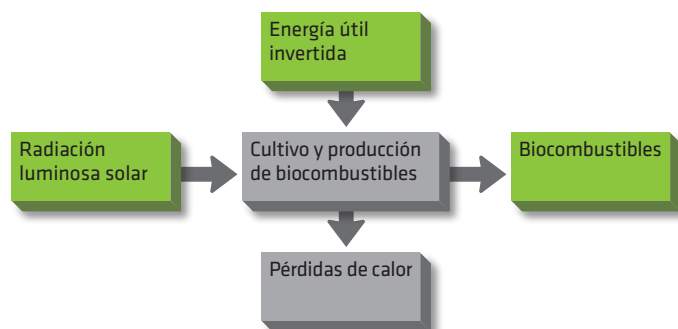 Energía útil
invertida
Radiación
luminosa solar
Cultivo y producción
de biocombustibles
Biocombustibles
Pérdidas de calor